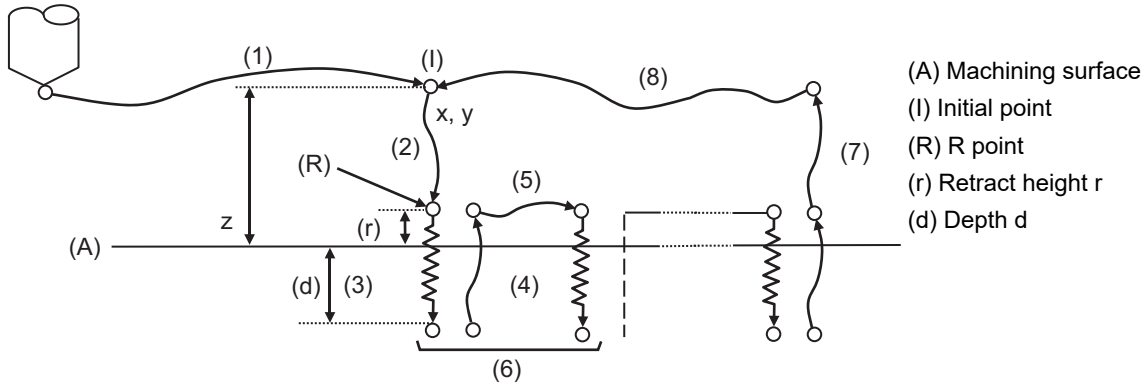 (1)
(I)
(8)
x, y
(2)
(7)
(R)
(5)
z
(r)
(A)
(d)
(3)
(4)
(6)
(A) Machining surface
(I) Initial point
(R) R point
(r) Retract height r
(d) Depth d